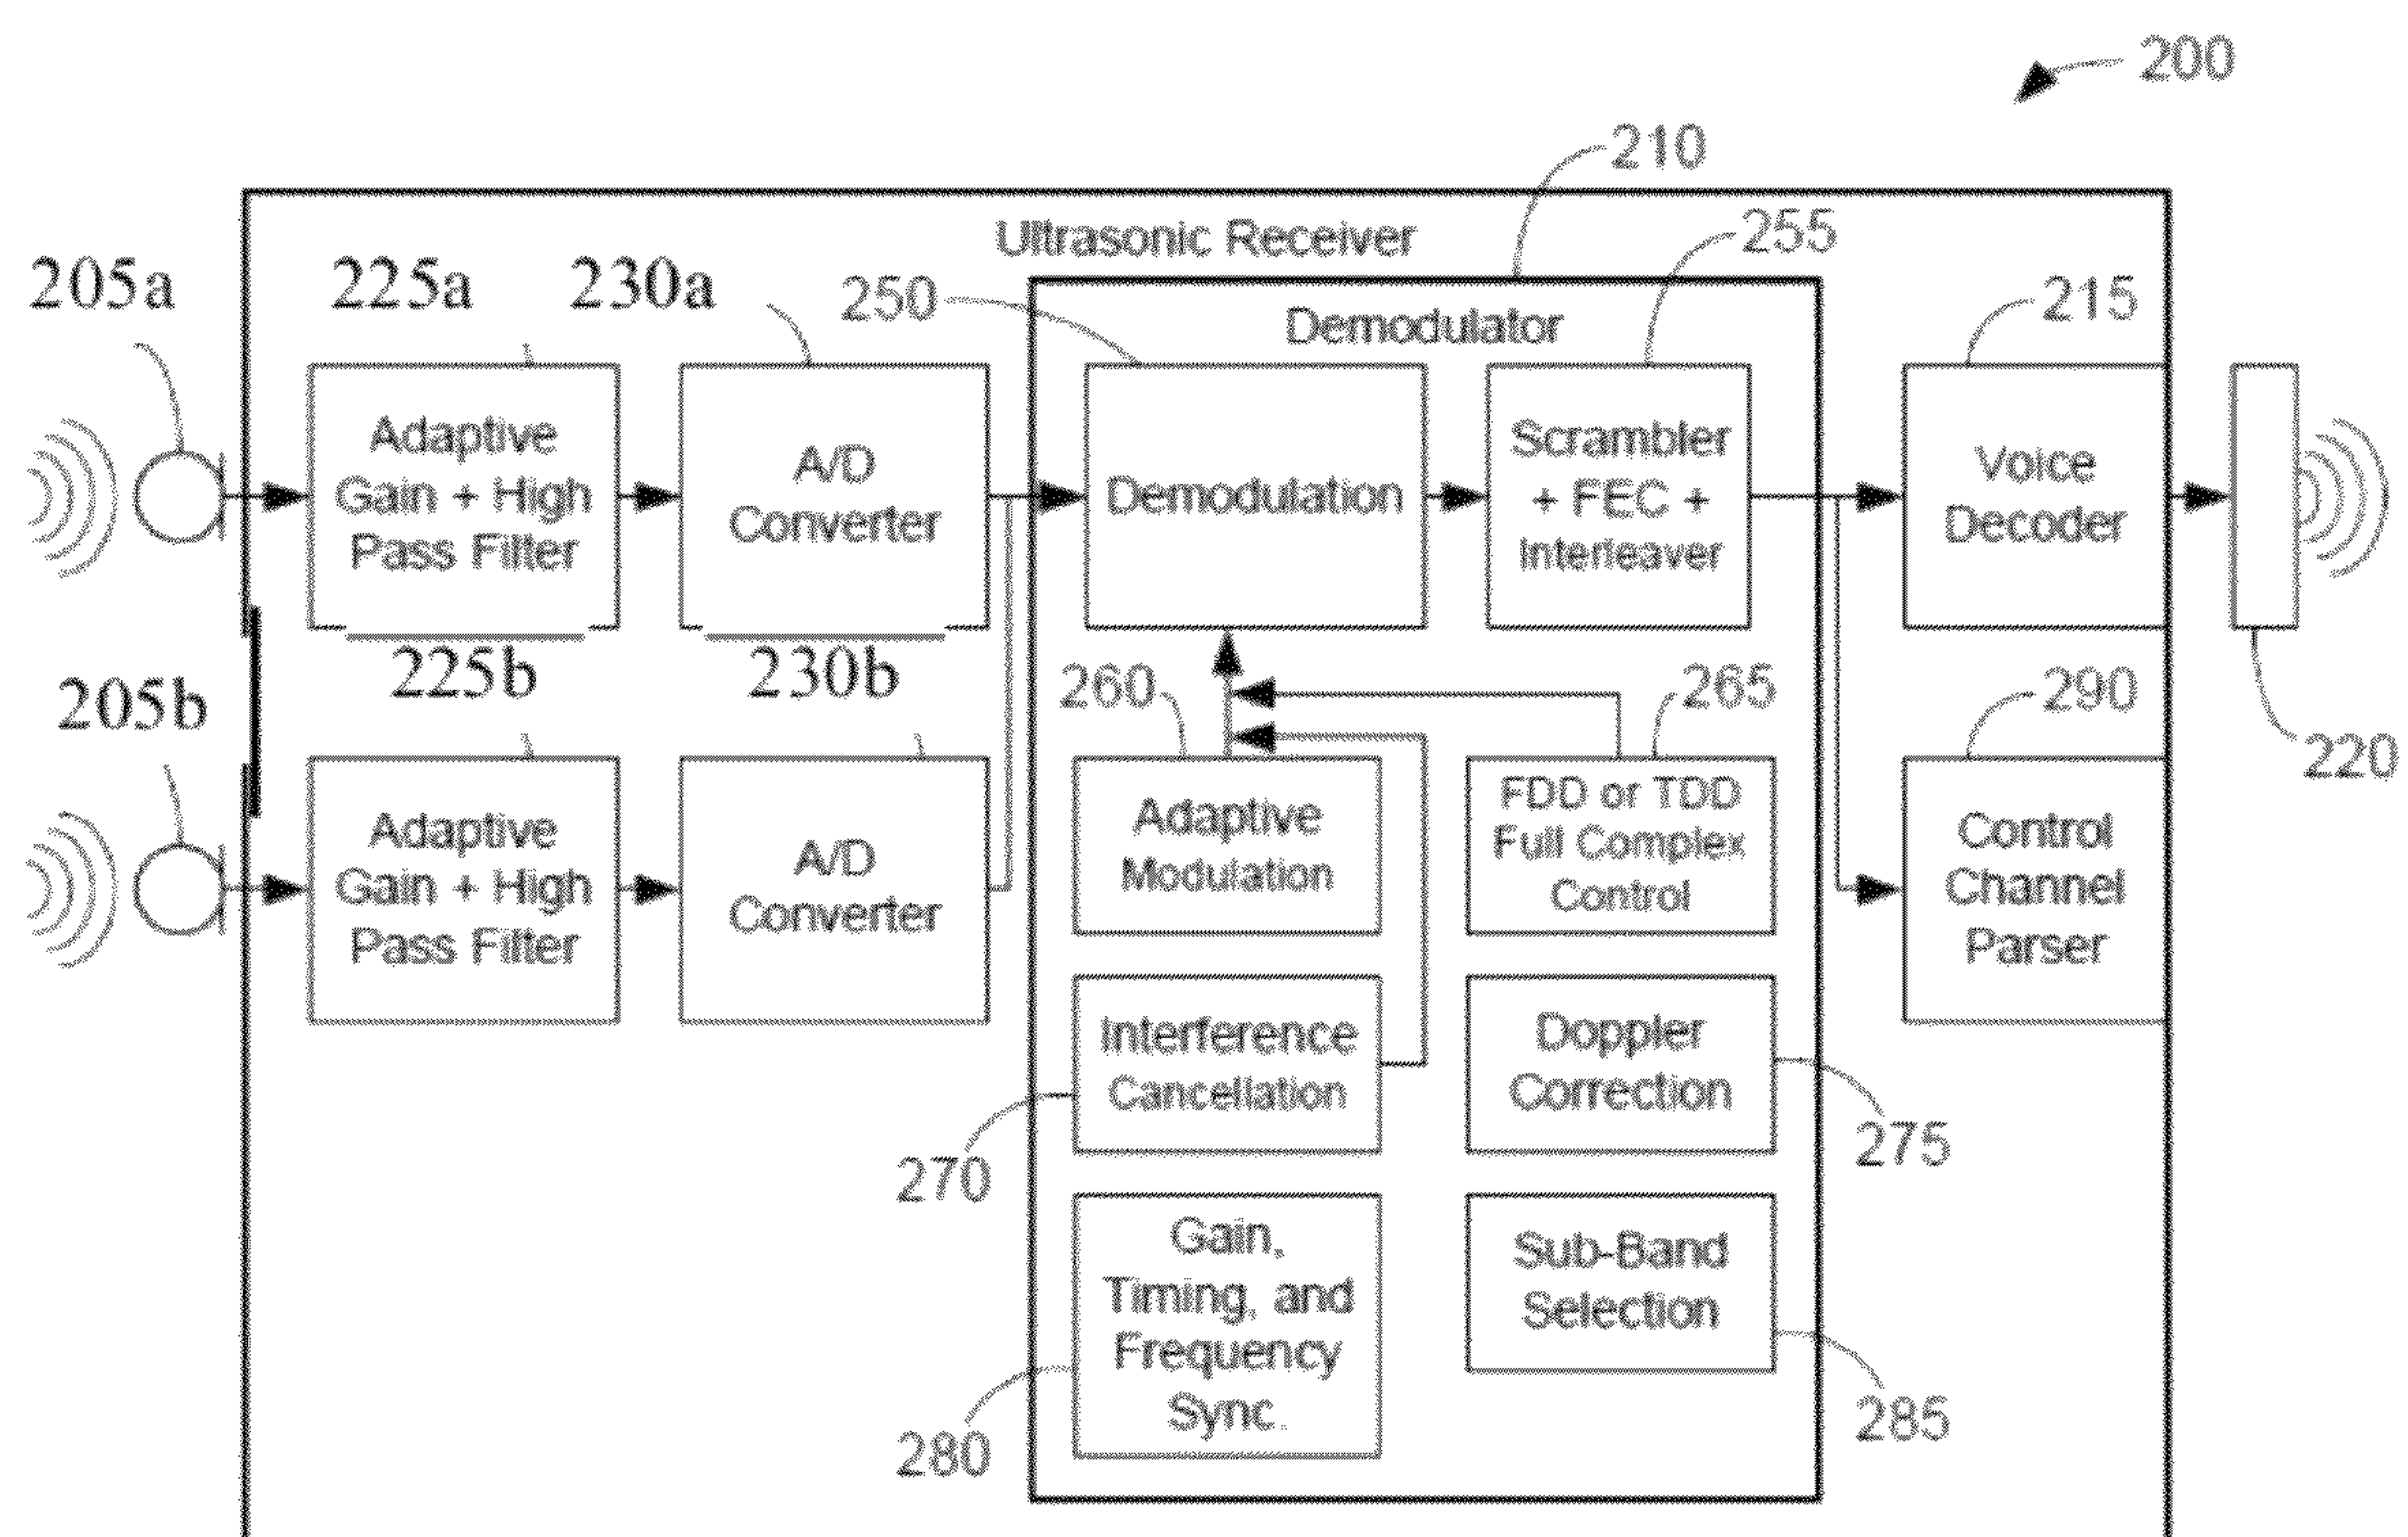 200
210
Ultrasonic Receiver
255
205a
225a
230a
250
215
Demodulator
Adaptive
Gain + High
Pass Filter
A/D
Converter
Demodulation
Scrambler
+ FEC +
Interleaver
Voice
Decoder
225b
230b
205b
260
265
290
220
Adaptive
Gain + High
Pass Filter
A/D
Converter
Adaptive
Modulation
FDD or TDD
Full Complex
Control
Control
Channel
Parser
Interference
Cancellation
Doppler
Correction
270
275
Gain,
Timing, and
Frequency
Sync.
Sub-Band
Selection
280
285